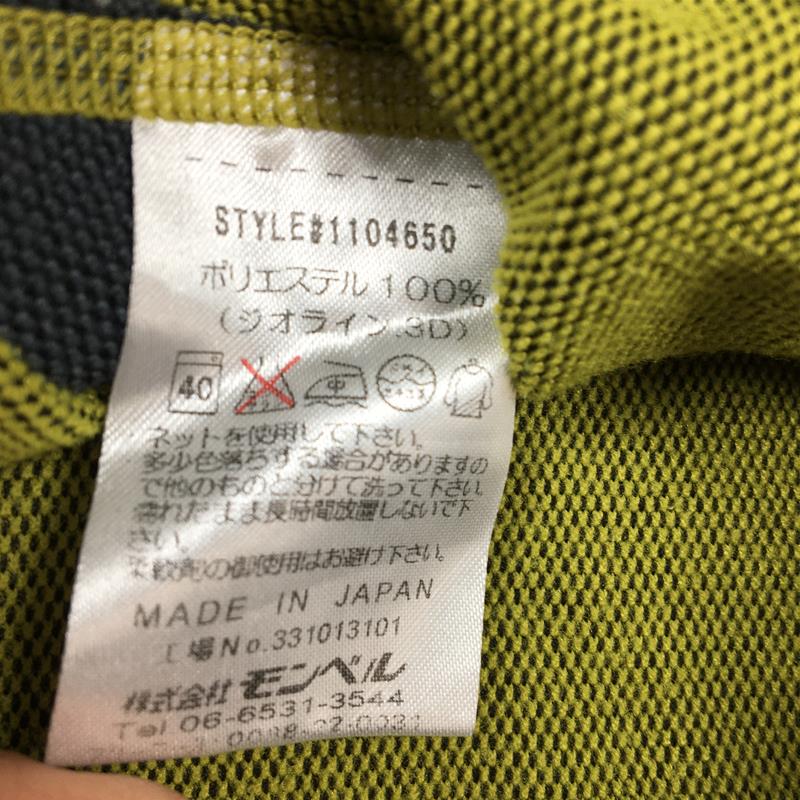 STYLE#1104650
ポリエステル 100%
(ジオライン.3D)
40 中
ネットを使用して下さい。
多少色落ちする場合がありますの
で他のものと分けて洗って下さい。
濡れたまま長時間放置しないで下
さい。
柔軟剤の御使用はお避け下さい。
MADE IN JAPAN
工場No.331013101
株式会社 モンベル
Tel 06-6531-3544